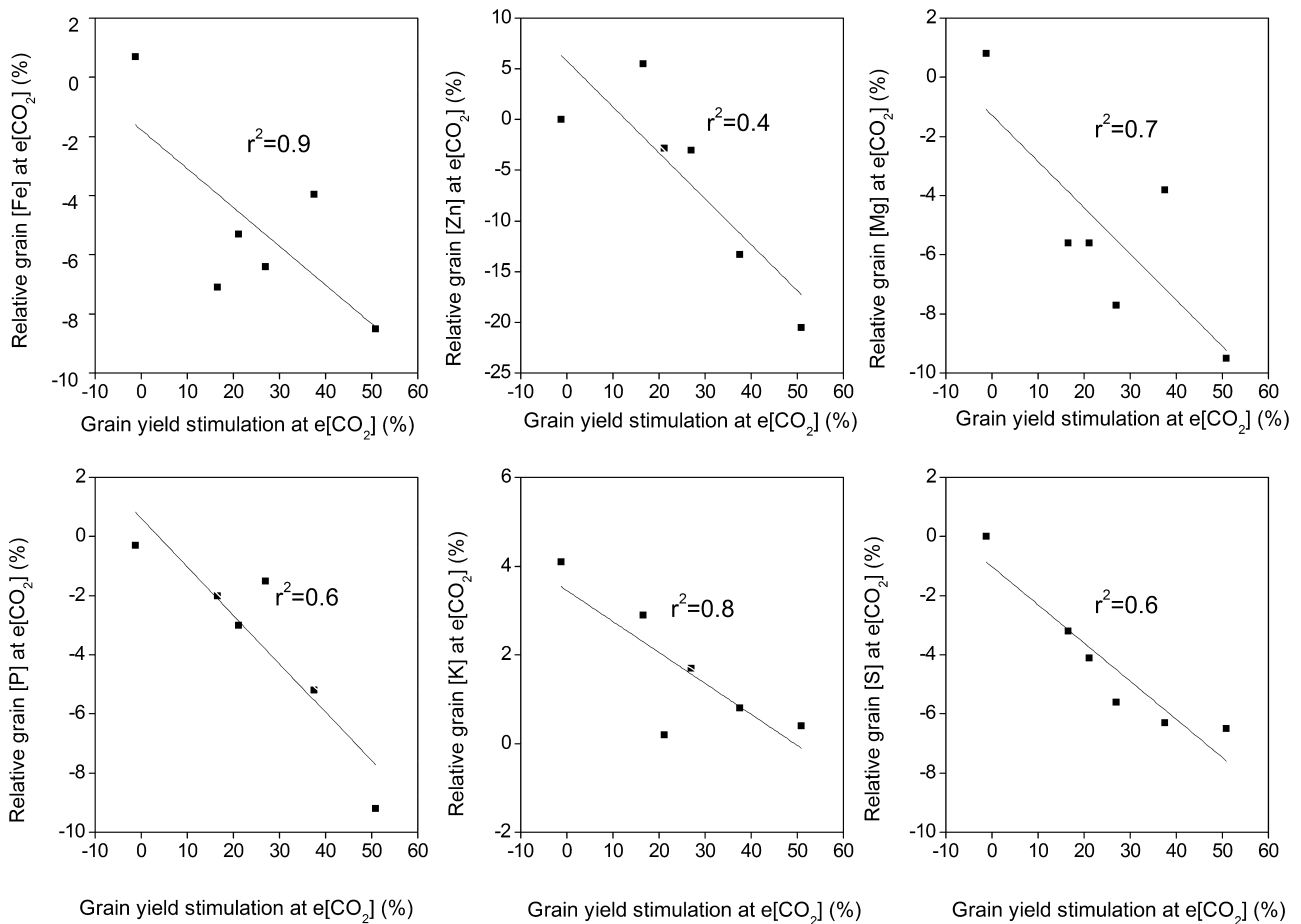 Relative grain [Fe] at e[CO₂] (%)
2
0
-2
-4
-6
-8
-10
r²=0.9
-10 0 10 20 30 40 50 60
Grain yield stimulation at e[CO₂] (%)
Relative grain [Zn] at e[CO₂] (%)
10
5
0
-5
-10
-15
-20
-25
r²=0.4
-10 0 10 20 30 40 50 60
Grain yield stimulation at e[CO₂] (%)
Relative grain [Mg] at e[CO₂] (%)
2
0
-2
-4
-6
-8
-10
r²=0.7
-10 0 10 20 30 40 50 60
Grain yield stimulation at e[CO₂] (%)
Relative grain [P] at e[CO₂] (%)
2
0
-2
-4
-6
-8
-10
r²=0.6
-10 0 10 20 30 40 50 60
Grain yield stimulation at e[CO₂] (%)
Relative grain [K] at e[CO₂] (%)
6
4
2
0
-2
r²=0.8
-10 0 10 20 30 40 50 60
Grain yield stimulation at e[CO₂] (%)
Relative grain [S] at e[CO₂] (%)
2
0
-2
-4
-6
-8
-10
r²=0.6
-10 0 10 20 30 40 50 60
Grain yield stimulation at e[CO₂] (%)